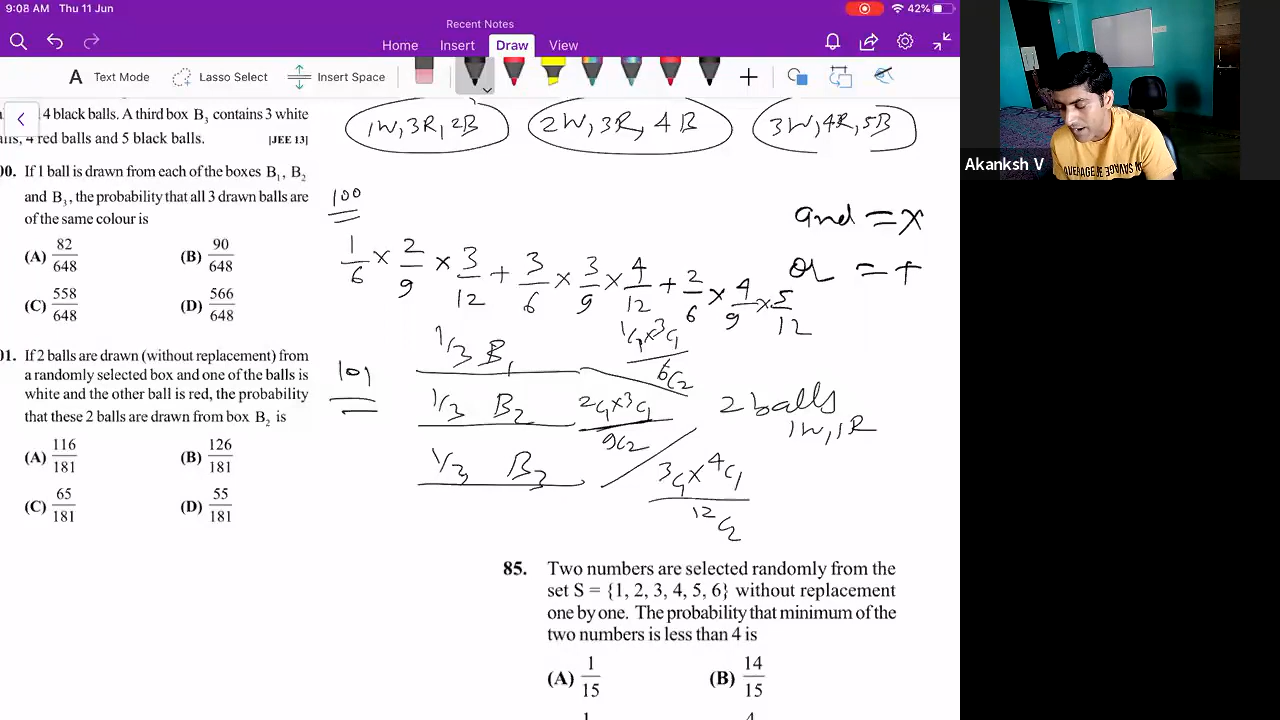 9:08 AM Thu 11 Jun
42%
Recent Notes
Home Insert Draw View
A Text Mode Lasso Select Insert Space
4 black balls. A third box B₃ contains 3 white
4 red balls and 5 black balls. [JEE 13]
1W, 3R, 2B 2W, 3R, 4B 3W, 4R, 5B
00. If 1 ball is drawn from each of the boxes B₁, B₂
and B₃, the probability that all 3 drawn balls are
of the same colour is
(A) 82/648 (B) 90/648
(C) 558/648 (D) 566/648
100
1/6 × 2/9 × 3/12 + 3/6 × 3/9 × 4/12 + 2/6 × 4/9 × 5/12
and = ×
or = +
01. If 2 balls are drawn (without replacement) from
a randomly selected box and one of the balls is
white and the other ball is red, the probability
that these 2 balls are drawn from box B₂ is
(A) 116/181 (B) 126/181
(C) 65/181 (D) 55/181
101
1/3 B₁ ¹C₁×³C₁/⁶C₂
1/3 B₂ ²C₁×³C₁/⁹C₂
1/3 B₃ ³C₁×⁴C₁/¹²C₂
2 balls
1W, 1R
85. Two numbers are selected randomly from the
set S = {1, 2, 3, 4, 5, 6} without replacement
one by one. The probability that minimum of the
two numbers is less than 4 is
(A) 1/15 (B) 14/15
Akanksh V